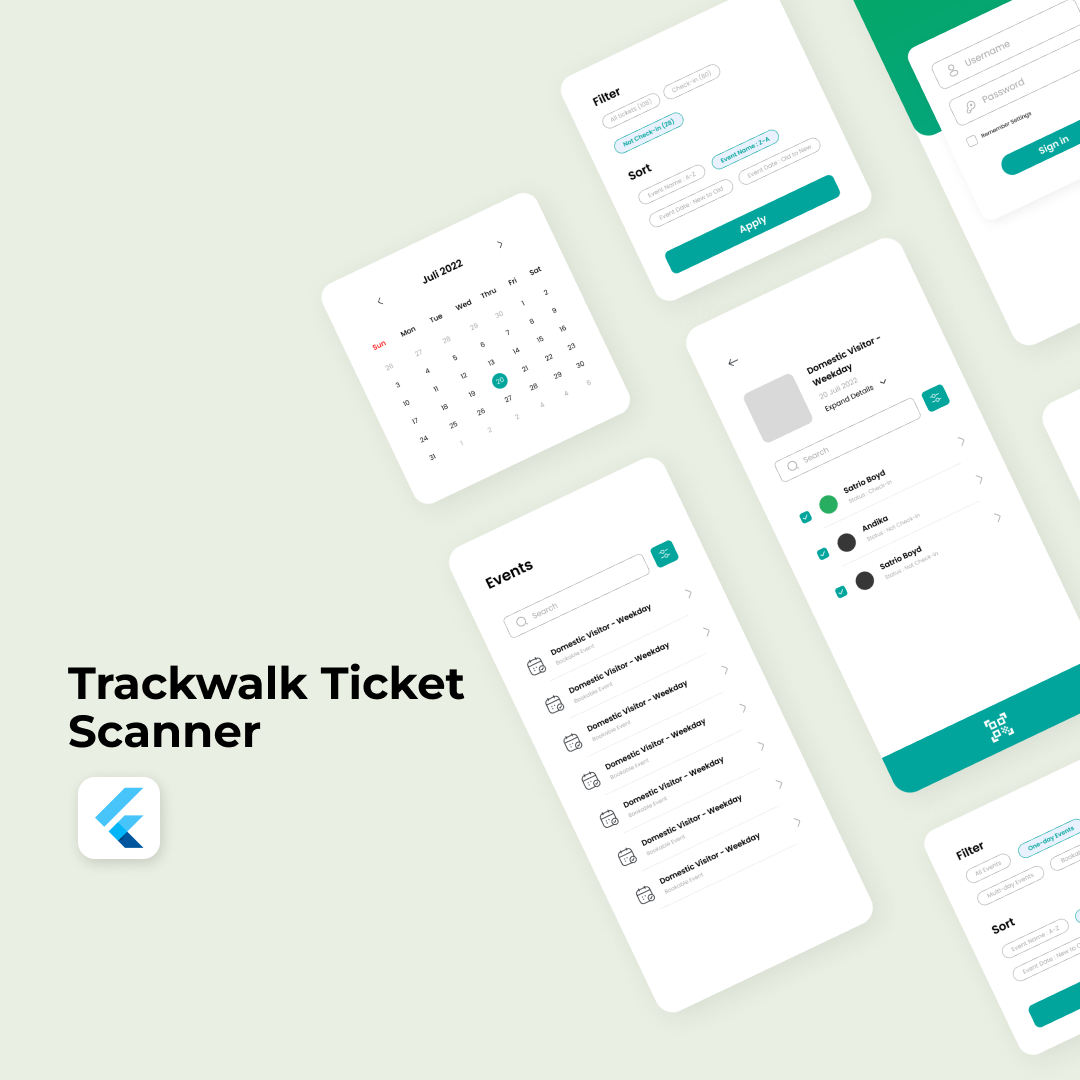 Trackwalk Ticket
Scanner
Juli 2022
Sun Mon Tue Wed Thru Fri Sat
26 27 28 29 30 1 2
3 4 5 6 7 8 9
10 11 12 13 14 15 16
17 18 19 20 21 22 23
24 25 26 27 28 29 30
31 1 2 2 4 4 6
Filter
All tickets (108) Check-in (80)
Not Check-in (28)
Sort
Event Name : A-Z Event Name : Z-A
Event Date : New to Old Event Date : Old to New
Apply
Username
Password
Remember Settings
Sign in
Domestic Visitor -
Weekday
20 Juli 2022
Expand Details
Search
Satrio Boyd
Status : Check-in
Andika
Status : Not Check-in
Satrio Boyd
Status : Not Check-in
Events
Search
Domestic Visitor - Weekday
Bookable Event
Domestic Visitor - Weekday
Bookable Event
Domestic Visitor - Weekday
Bookable Event
Domestic Visitor - Weekday
Bookable Event
Domestic Visitor - Weekday
Bookable Event
Domestic Visitor - Weekday
Bookable Event
Domestic Visitor - Weekday
Bookable Event
Filter
All Events One-day Events
Multi-day Events
Sort
Event Name : A-Z
Event Date : New to